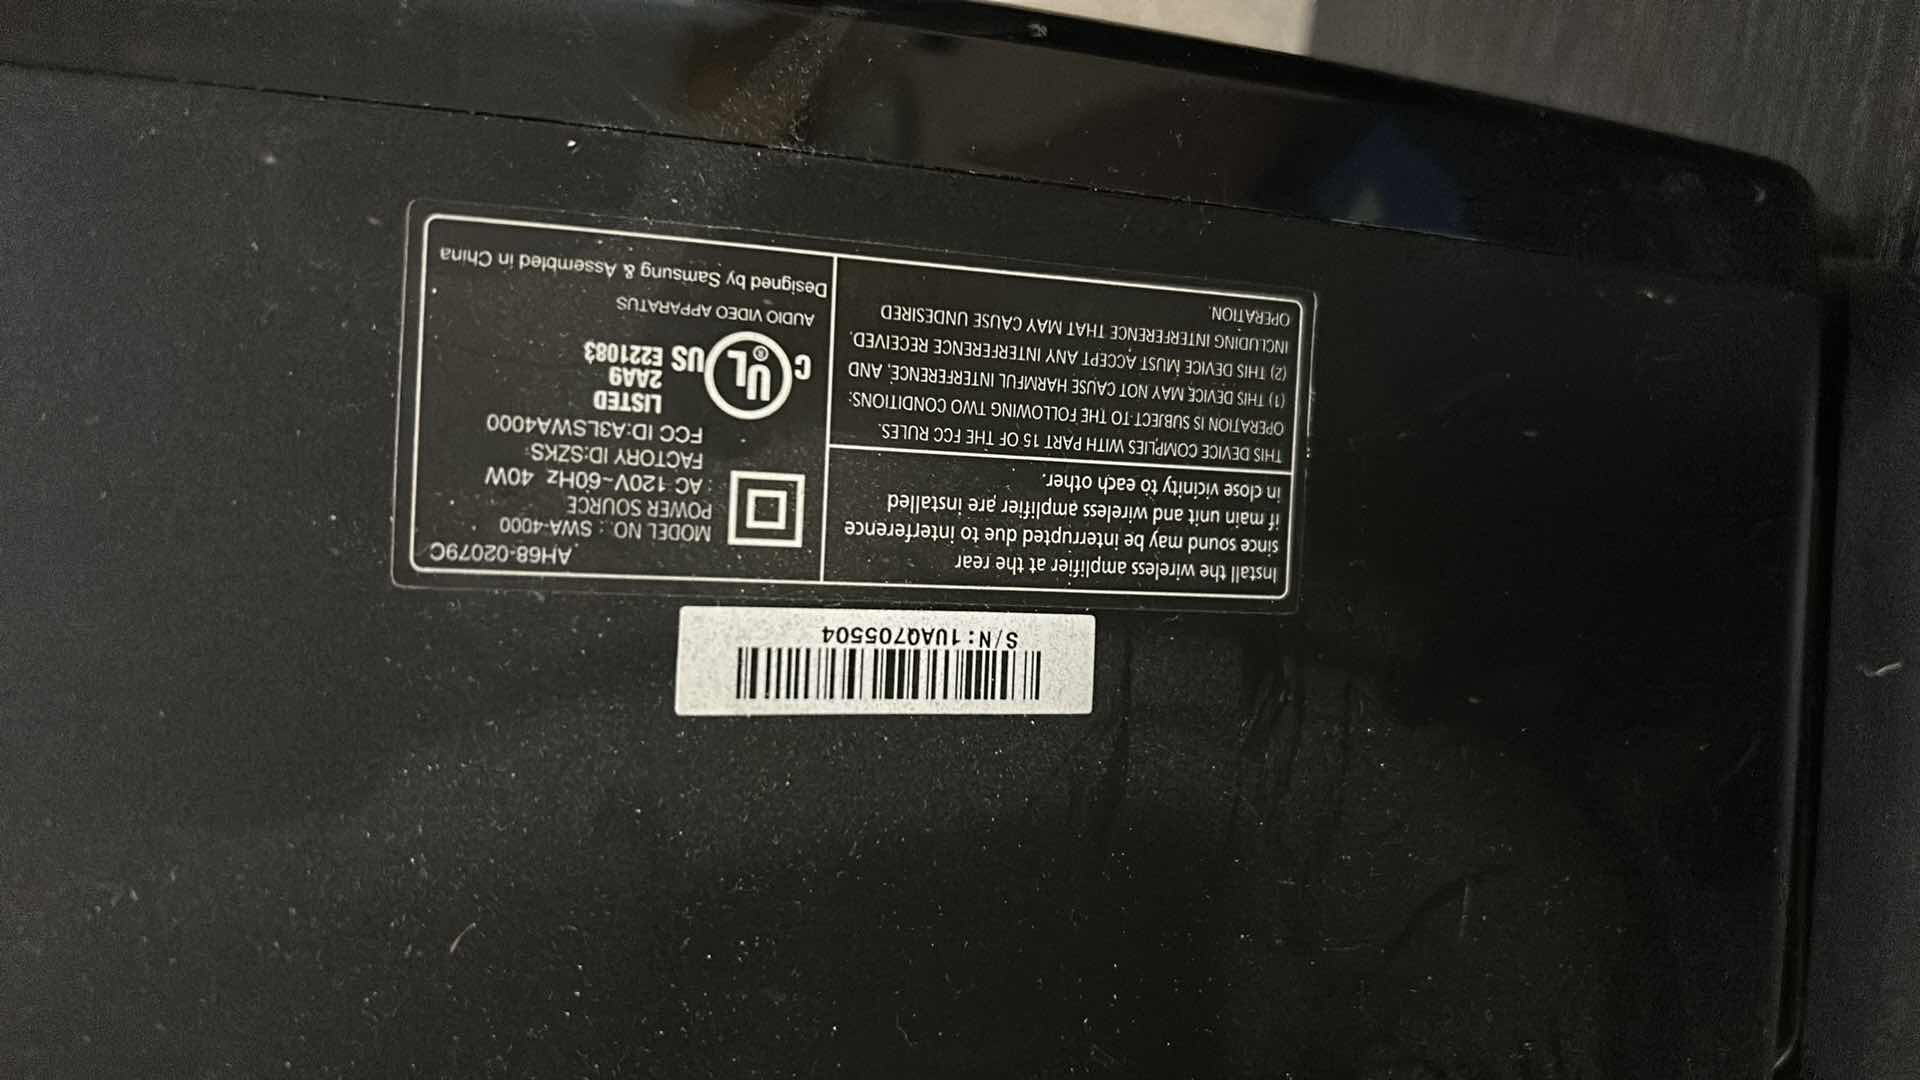 S/N: 1UAQ705504
AH68-02079C
MODEL NO. : SWA-4000
POWER SOURCE
: AC 120V~60Hz 40W
FACTORY ID:SZKS
FCC ID:A3LSWA4000
LISTED
2AA9
E221083
C UL US ®
AUDIO VIDEO APPARATUS
Designed by Samsung & Assembled in China
Install the wireless amplifier at the rear
since sound may be interrupted due to interference
if main unit and wireless amplifier are installed
in close vicinity to each other.
THIS DEVICE COMPLIES WITH PART 15 OF THE FCC RULES.
OPERATION IS SUBJECT TO THE FOLLOWING TWO CONDITIONS:
(1) THIS DEVICE MAY NOT CAUSE HARMFUL INTERFERENCE, AND
(2) THIS DEVICE MUST ACCEPT ANY INTERFERENCE RECEIVED,
INCLUDING INTERFERENCE THAT MAY CAUSE UNDESIRED
OPERATION.